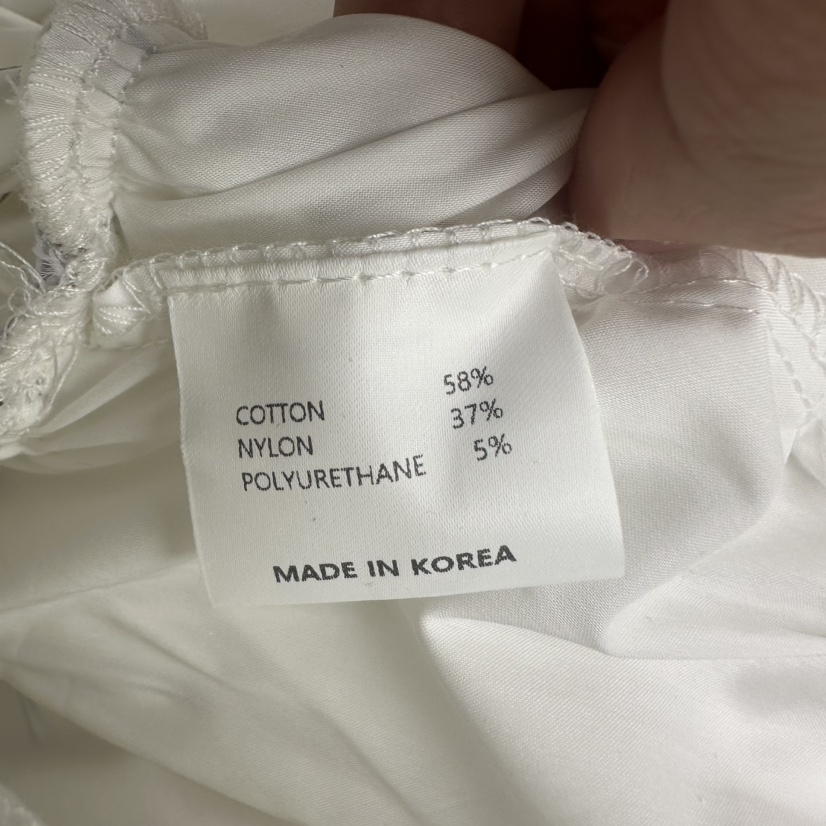 COTTON 58%
NYLON 37%
POLYURETHANE 5%
MADE IN KOREA